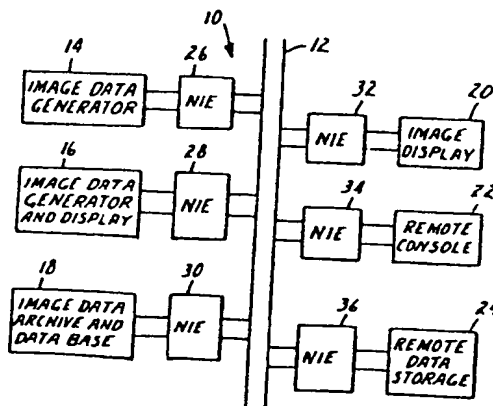 10
12
14
IMAGE DATA
GENERATOR
26
NIE
32
NIE
20
IMAGE
DISPLAY
16
IMAGE DATA
GENERATOR
AND DISPLAY
28
NIE
34
NIE
22
REMOTE
CONSOLE
18
IMAGE DATA
ARCHIVE AND
DATA BASE
30
NIE
36
NIE
24
REMOTE
DATA
STORAGE